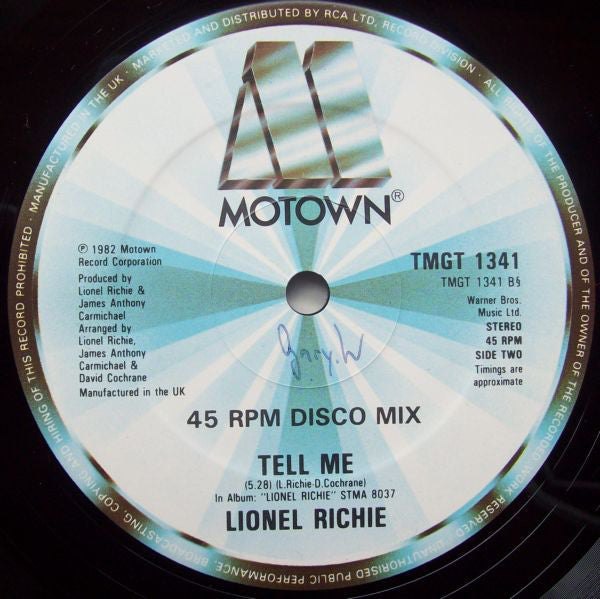 MANUFACTURED IN THE UK · MARKETED AND DISTRIBUTED BY RCA LTD. RECORD DIVISION · ALL RIGHTS OF THE PRODUCER AND OF THE OWNER OF THE RECORDED WORK RESERVED · UNAUTHORISED PUBLIC PERFORMANCE, BROADCASTING, COPYING AND HIRING OF THIS RECORD PROHIBITED ·
MOTOWN®
℗ 1982 Motown
Record Corporation
Produced by
Lionel Richie &
James Anthony
Carmichael
Arranged by
Lionel Richie,
James Anthony
Carmichael &
David Cochrane
Manufactured in the UK
TMGT 1341
TMGT 1341 B§
Warner Bros.
Music Ltd.
STEREO
45 RPM
SIDE TWO
Timings are
approximate
Gary.W
45 RPM DISCO MIX
TELL ME
(5.28) (L.Richie-D.Cochrane)
In Album: "LIONEL RICHIE" STMA 8037
LIONEL RICHIE